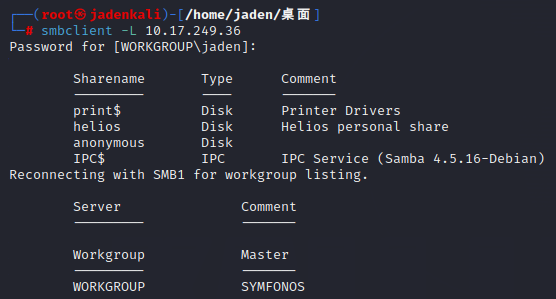 ┌──(root㉿jadenkali)-[/home/jaden/桌面]
└─# smbclient -L 10.17.249.36
Password for [WORKGROUP\jaden]:
Sharename Type Comment
--------- ---- -------
print$ Disk Printer Drivers
helios Disk Helios personal share
anonymous Disk
IPC$ IPC IPC Service (Samba 4.5.16-Debian)
Reconnecting with SMB1 for workgroup listing.
Server Comment
--------- -------
Workgroup Master
--------- -------
WORKGROUP SYMFONOS